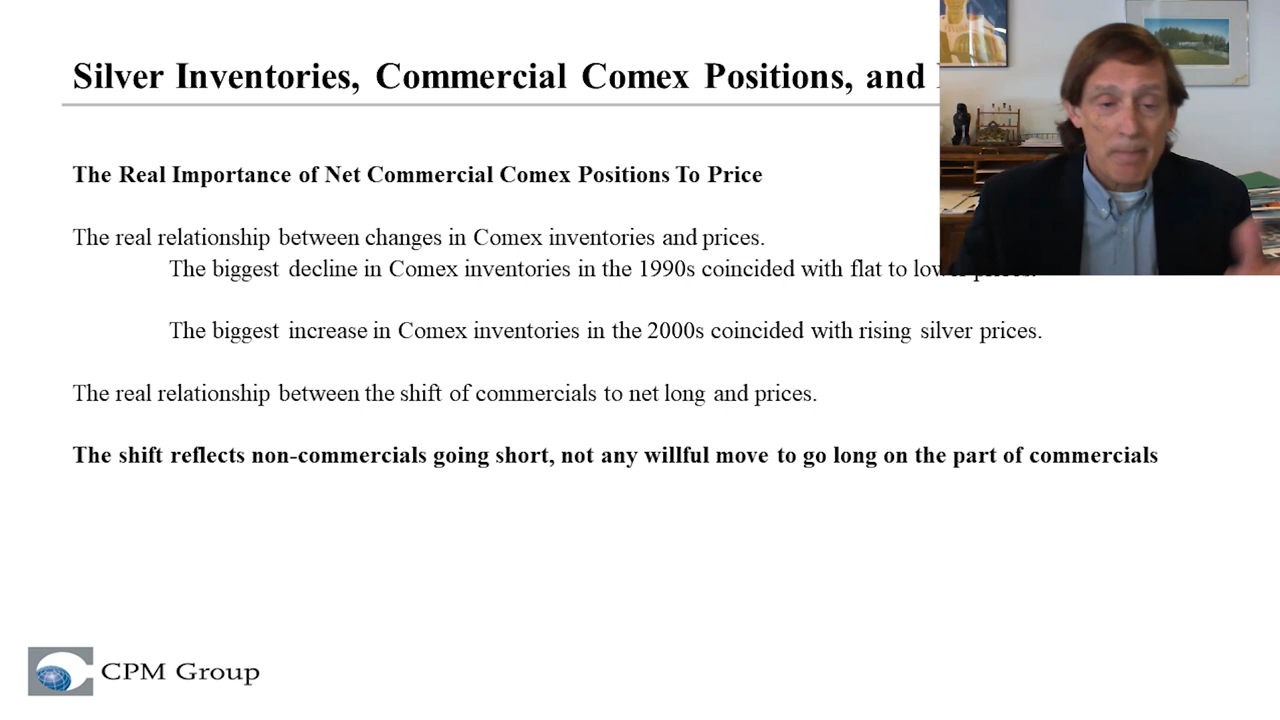 Silver Inventories, Commercial Comex Positions, and
The Real Importance of Net Commercial Comex Positions To Price
The real relationship between changes in Comex inventories and prices.
The biggest decline in Comex inventories in the 1990s coincided with flat to lower prices.
The biggest increase in Comex inventories in the 2000s coincided with rising silver prices.
The real relationship between the shift of commercials to net long and prices.
The shift reflects non-commercials going short, not any willful move to go long on the part of commercials
CPM Group